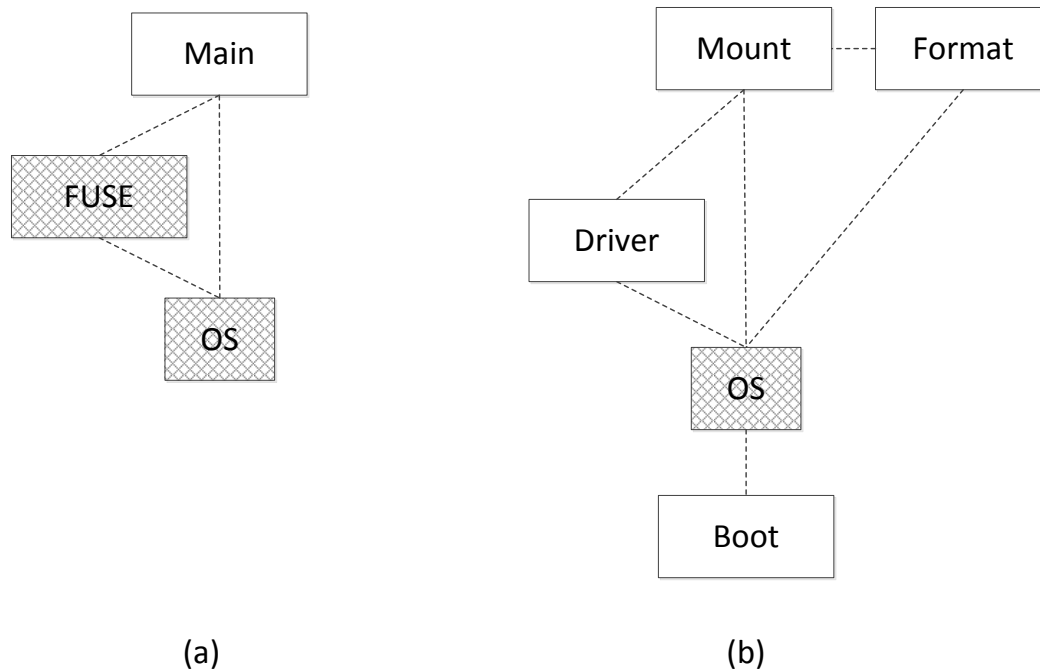 Main
FUSE
OS
(a)
Mount
Format
Driver
OS
Boot
(b)